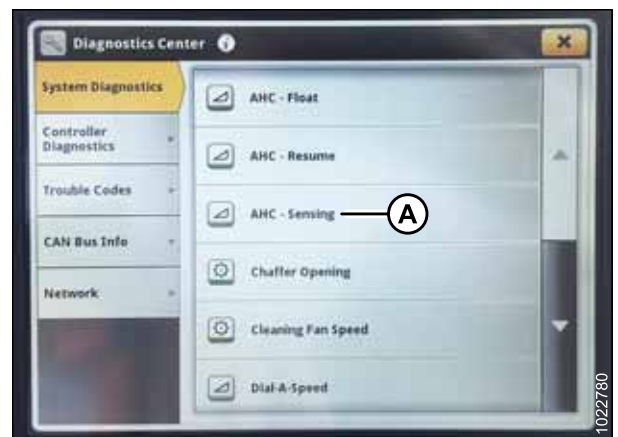 Diagnostics Center
System Diagnostics
Controller
Diagnostics
Trouble Codes
CAN Bus Info
Network
AHC - Float
AHC - Resume
AHC - Sensing
A
Chaffer Opening
Cleaning Fan Speed
Dial-A-Speed
1022780